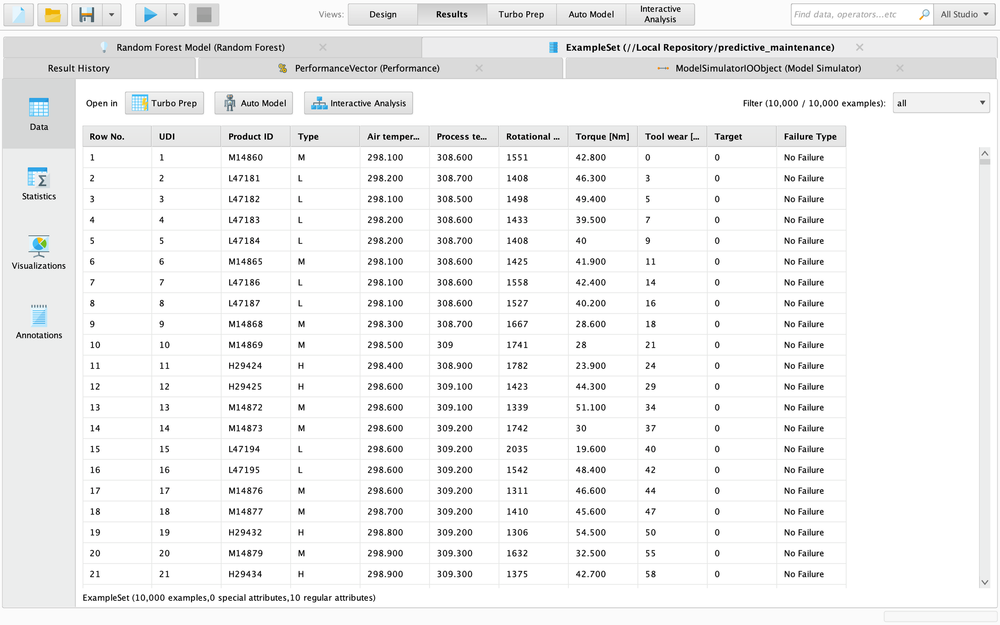 Views: Design Results Turbo Prep Auto Model Interactive Analysis Find data, operators...etc All Studio
Random Forest Model (Random Forest) ExampleSet (//Local Repository/predictive_maintenance)
Result History PerformanceVector (Performance) ModelSimulatorIOObject (Model Simulator)
Data
Statistics
Visualizations
Annotations
Open in Turbo Prep Auto Model Interactive Analysis Filter (10,000 / 10,000 examples): all
Row No. UDI Product ID Type Air temper... Process te... Rotational ... Torque [Nm] Tool wear [... Target Failure Type
1 1 M14860 M 298.100 308.600 1551 42.800 0 0 No Failure
2 2 L47181 L 298.200 308.700 1408 46.300 3 0 No Failure
3 3 L47182 L 298.100 308.500 1498 49.400 5 0 No Failure
4 4 L47183 L 298.200 308.600 1433 39.500 7 0 No Failure
5 5 L47184 L 298.200 308.700 1408 40 9 0 No Failure
6 6 M14865 M 298.100 308.600 1425 41.900 11 0 No Failure
7 7 L47186 L 298.100 308.600 1558 42.400 14 0 No Failure
8 8 L47187 L 298.100 308.600 1527 40.200 16 0 No Failure
9 9 M14868 M 298.300 308.700 1667 28.600 18 0 No Failure
10 10 M14869 M 298.500 309 1741 28 21 0 No Failure
11 11 H29424 H 298.400 308.900 1782 23.900 24 0 No Failure
12 12 H29425 H 298.600 309.100 1423 44.300 29 0 No Failure
13 13 M14872 M 298.600 309.100 1339 51.100 34 0 No Failure
14 14 M14873 M 298.600 309.200 1742 30 37 0 No Failure
15 15 L47194 L 298.600 309.200 2035 19.600 40 0 No Failure
16 16 L47195 L 298.600 309.200 1542 48.400 42 0 No Failure
17 17 M14876 M 298.600 309.200 1311 46.600 44 0 No Failure
18 18 M14877 M 298.700 309.200 1410 45.600 47 0 No Failure
19 19 H29432 H 298.800 309.200 1306 54.500 50 0 No Failure
20 20 M14879 M 298.900 309.300 1632 32.500 55 0 No Failure
21 21 H29434 H 298.900 309.300 1375 42.700 58 0 No Failure
ExampleSet (10,000 examples,0 special attributes,10 regular attributes)